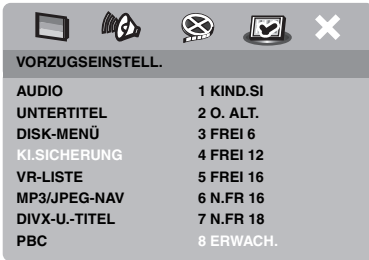 VORZUGSEINSTELL.
AUDIO 1 KIND.SI
UNTERTITEL 2 O. ALT.
DISK-MENÜ 3 FREI 6
KI.SICHERUNG 4 FREI 12
VR-LISTE 5 FREI 16
MP3/JPEG-NAV 6 N.FR 16
DIVX-U.-TITEL 7 N.FR 18
PBC 8 ERWACH.